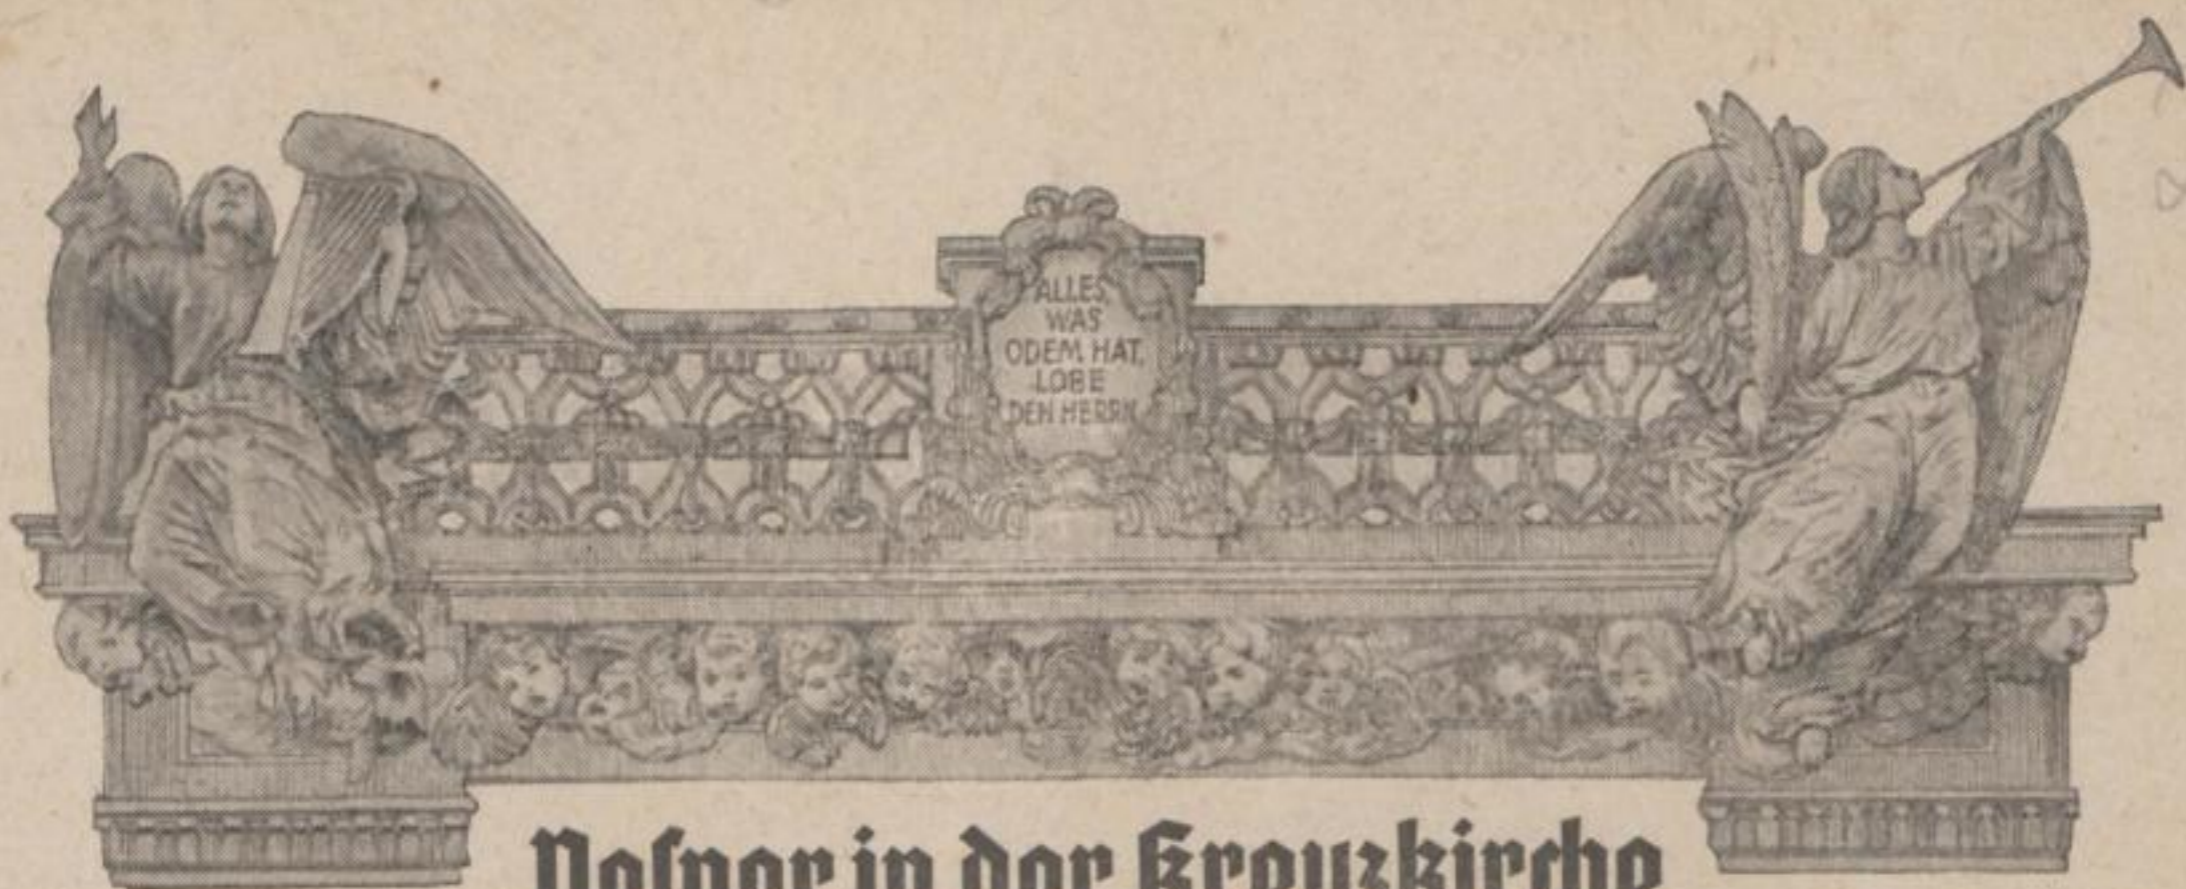 ALLES,
WAS
ODEM HAT,
LOBE
DEN HERRN
Vesper in der Kreuzkirche